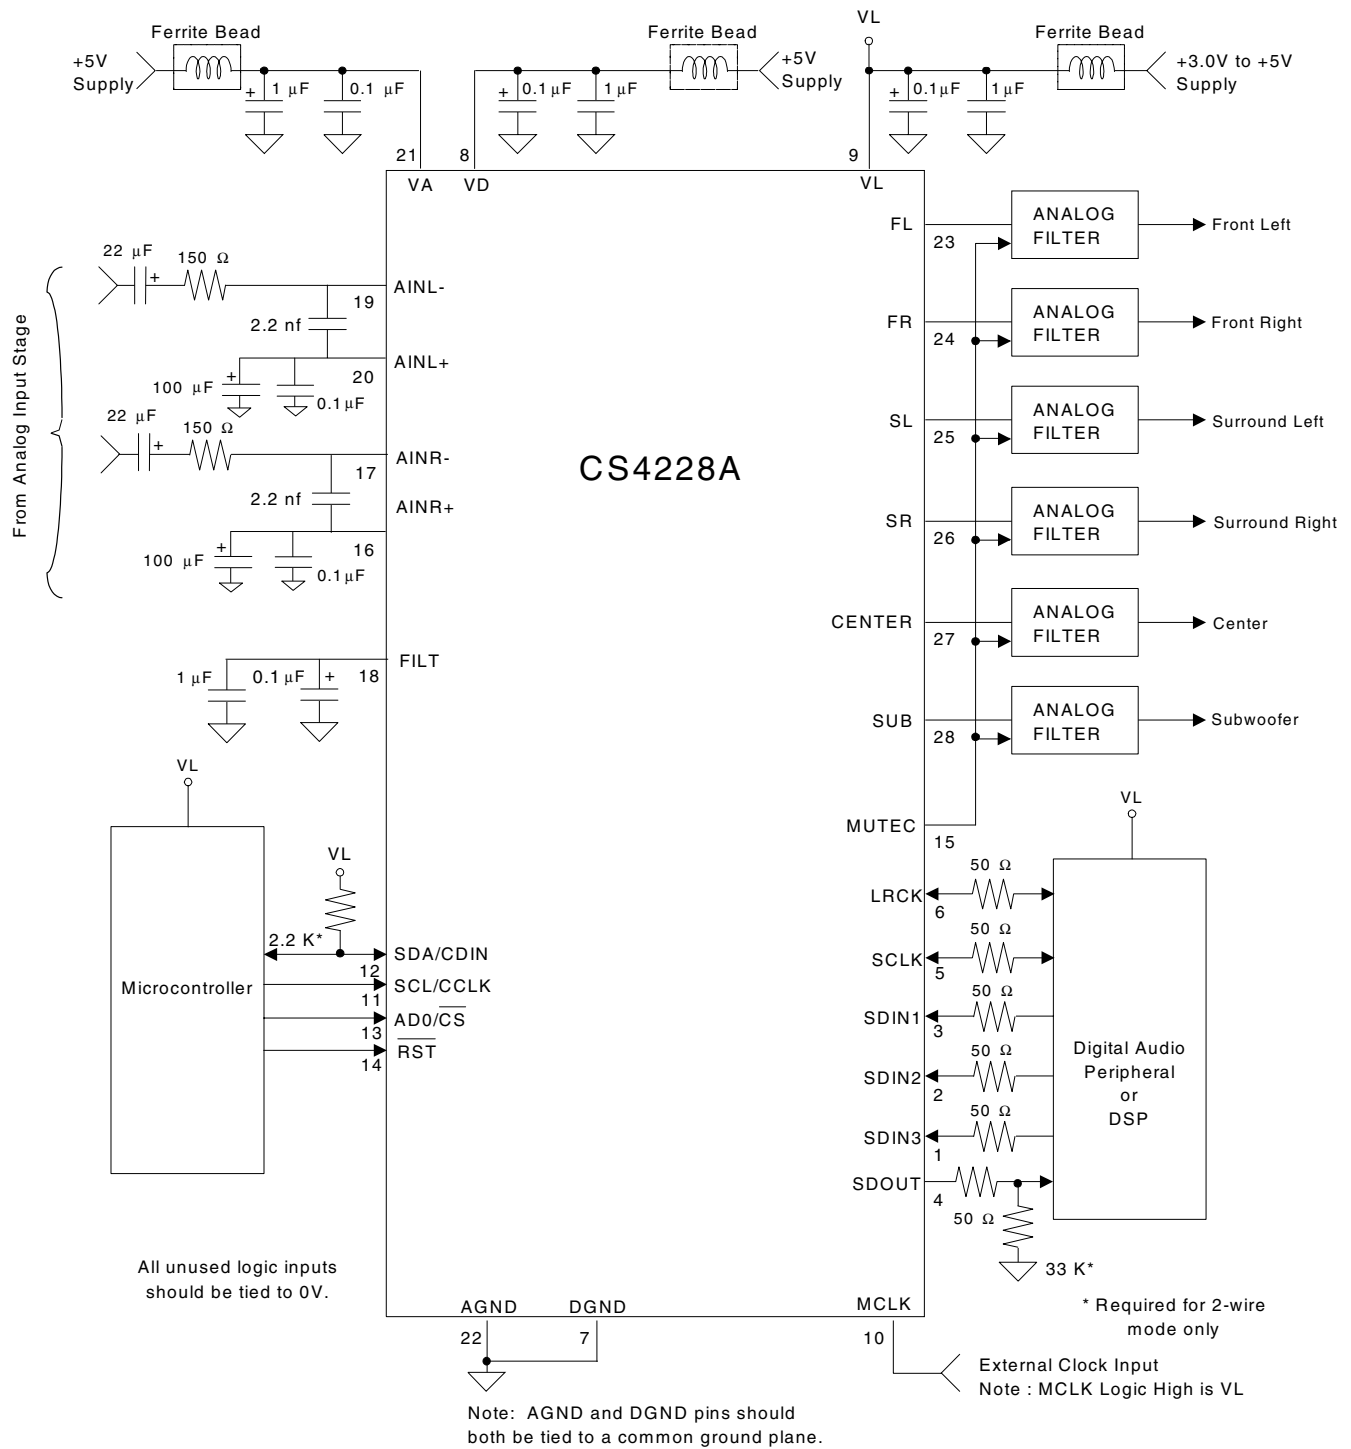 Ferrite Bead
+5V
Supply
+
1 μF
0.1 μF
Ferrite Bead
+5V
Supply
+
0.1 μF
1 μF
VL
Ferrite Bead
+3.0V to +5V
Supply
+
0.1 μF
1 μF
21
8
9
VA
VD
VL
CS4228A
From Analog Input Stage
22 μF
+
150 Ω
19
AINL-
2.2 nf
20
AINL+
100 μF
+
0.1 μF
22 μF
+
150 Ω
17
AINR-
2.2 nf
AINR+
16
100 μF
+
0.1 μF
FILT
18
1 μF
0.1 μF
+
VL
Microcontroller
VL
2.2 K*
SDA/CDIN
12
SCL/CCLK
11
AD0/CS
13
RST
14
All unused logic inputs
should be tied to 0V.
FL
23
ANALOG
FILTER
Front Left
FR
24
ANALOG
FILTER
Front Right
SL
25
ANALOG
FILTER
Surround Left
SR
26
ANALOG
FILTER
Surround Right
CENTER
27
ANALOG
FILTER
Center
SUB
28
ANALOG
FILTER
Subwoofer
MUTEC
15
VL
LRCK
6
50 Ω
SCLK
5
50 Ω
SDIN1
3
50 Ω
SDIN2
2
50 Ω
SDIN3
1
50 Ω
SDOUT
4
50 Ω
33 K*
Digital Audio
Peripheral
or
DSP
* Required for 2-wire
mode only
AGND
DGND
MCLK
22
7
10
External Clock Input
Note : MCLK Logic High is VL
Note: AGND and DGND pins should
both be tied to a common ground plane.